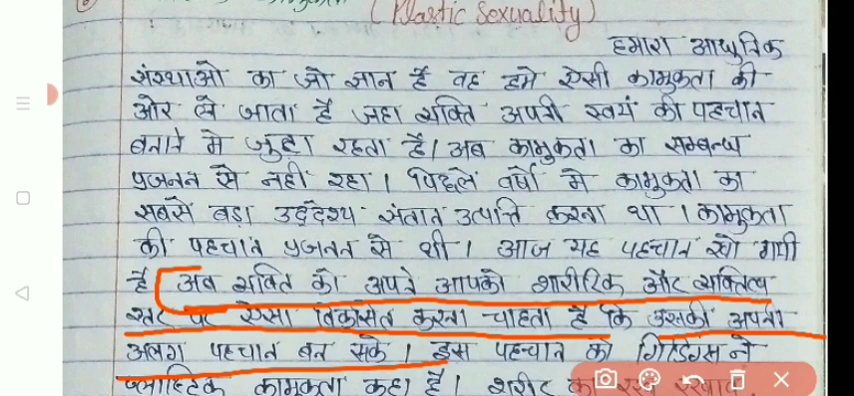 (Plastic Sexuality)
हमारा आधुनिक
संस्थाओ का जो ज्ञान है वह हमे ऐसी कामुकता की
ओर ले जाता है जहा व्यक्ति अपनी स्वयं की पहचान
बनाने मे जुटा रहता है। अब कामुकता का सम्बन्ध
प्रजनन से नही रहा । पिछले वर्षो मे कामुकता का
सबसे बडा उद्देश्य संतान उत्पत्ति करना था । कामुकता
की पहचान प्रजनन से थी । आज यह पहचान खो गयी
है अब व्यक्ति को अपने आपको शारीरिक और व्यक्तित्व
स्तर पर ऐसा विकसित करना चाहता है कि उसकी अपनी
अलग पहचान बन सके । इस पहचान को गिडिंग्स ने
प्लास्टिक कामुकता कहा है । शरीर का रख रखाव